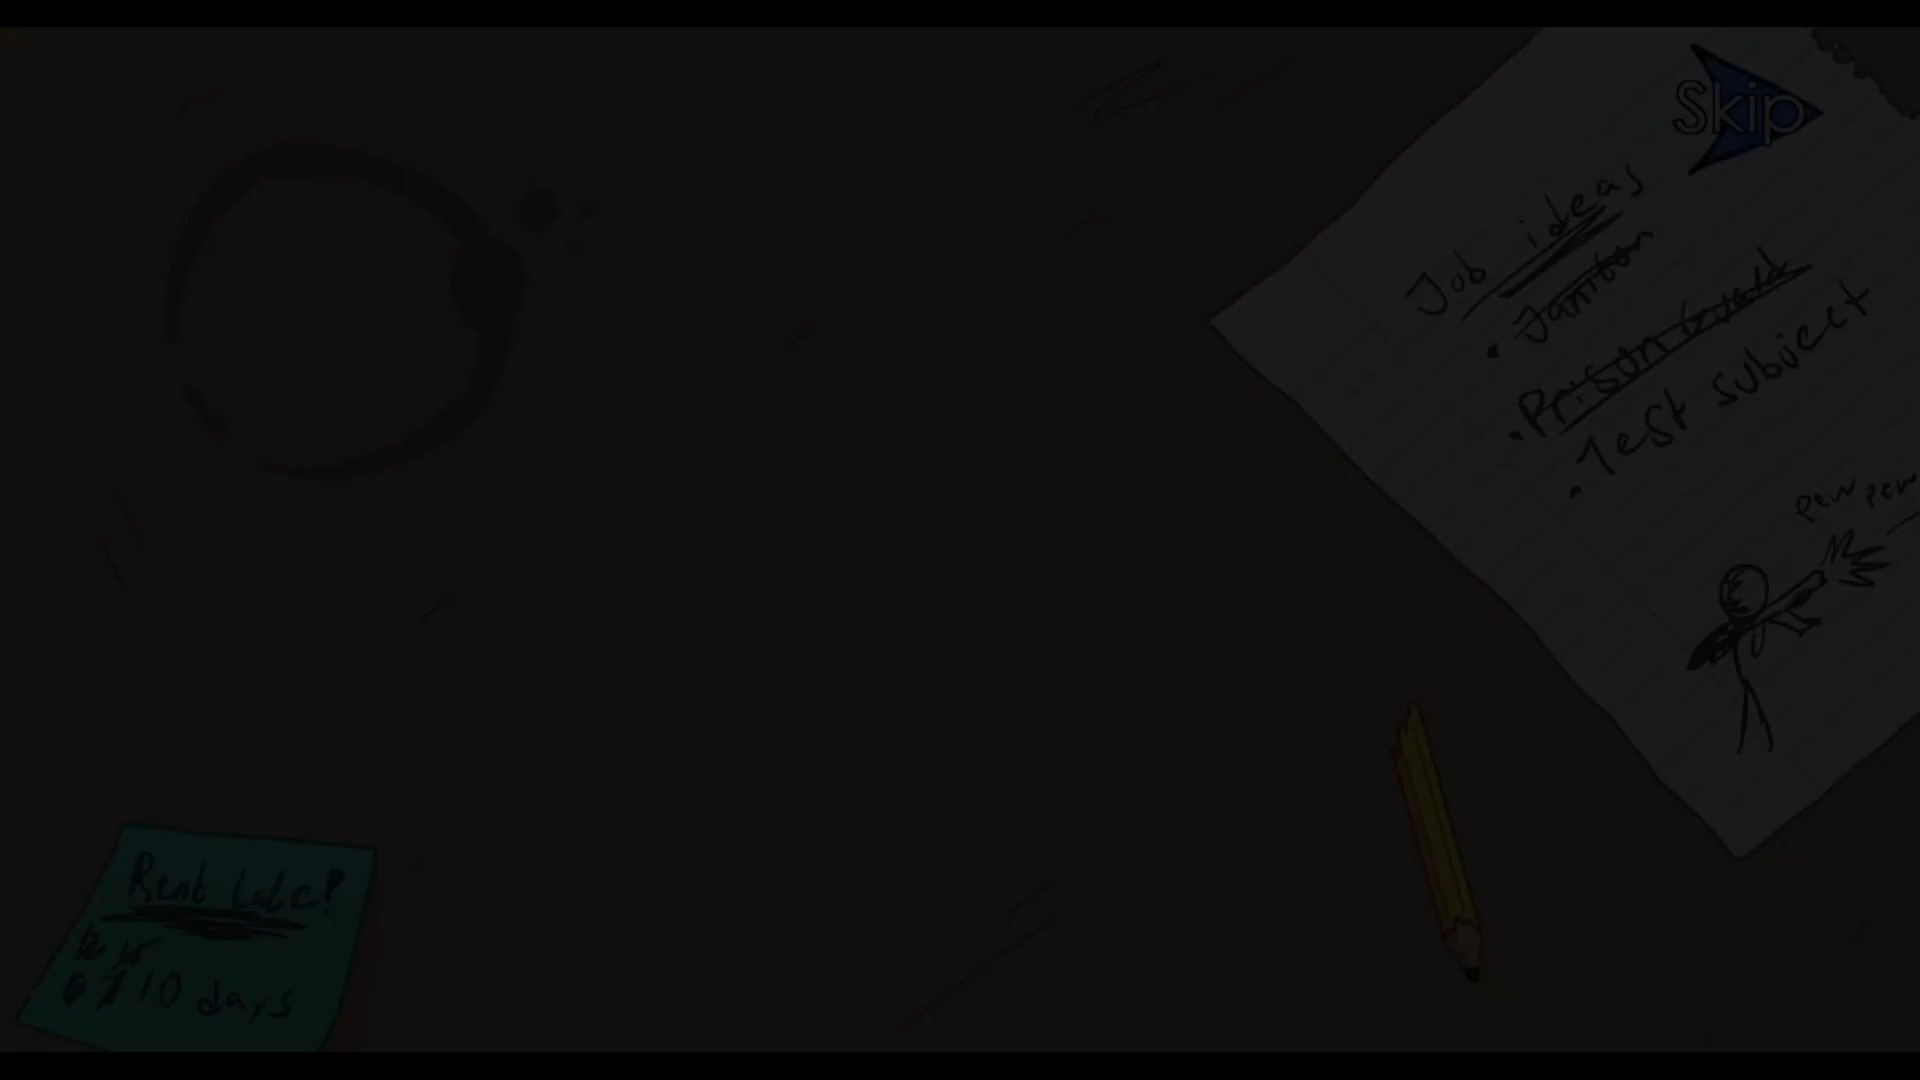 Skip
Job ideas
• Janitor
• Prison Guard
• Test subject
pew pew
Rent late!
10 days